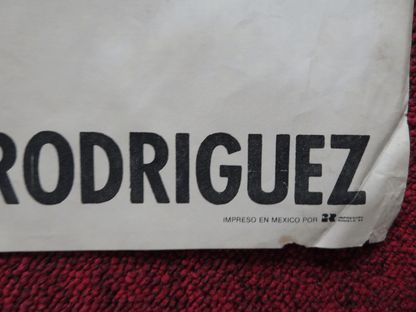 RODRIGUEZ
IMPRESO EN MEXICO POR